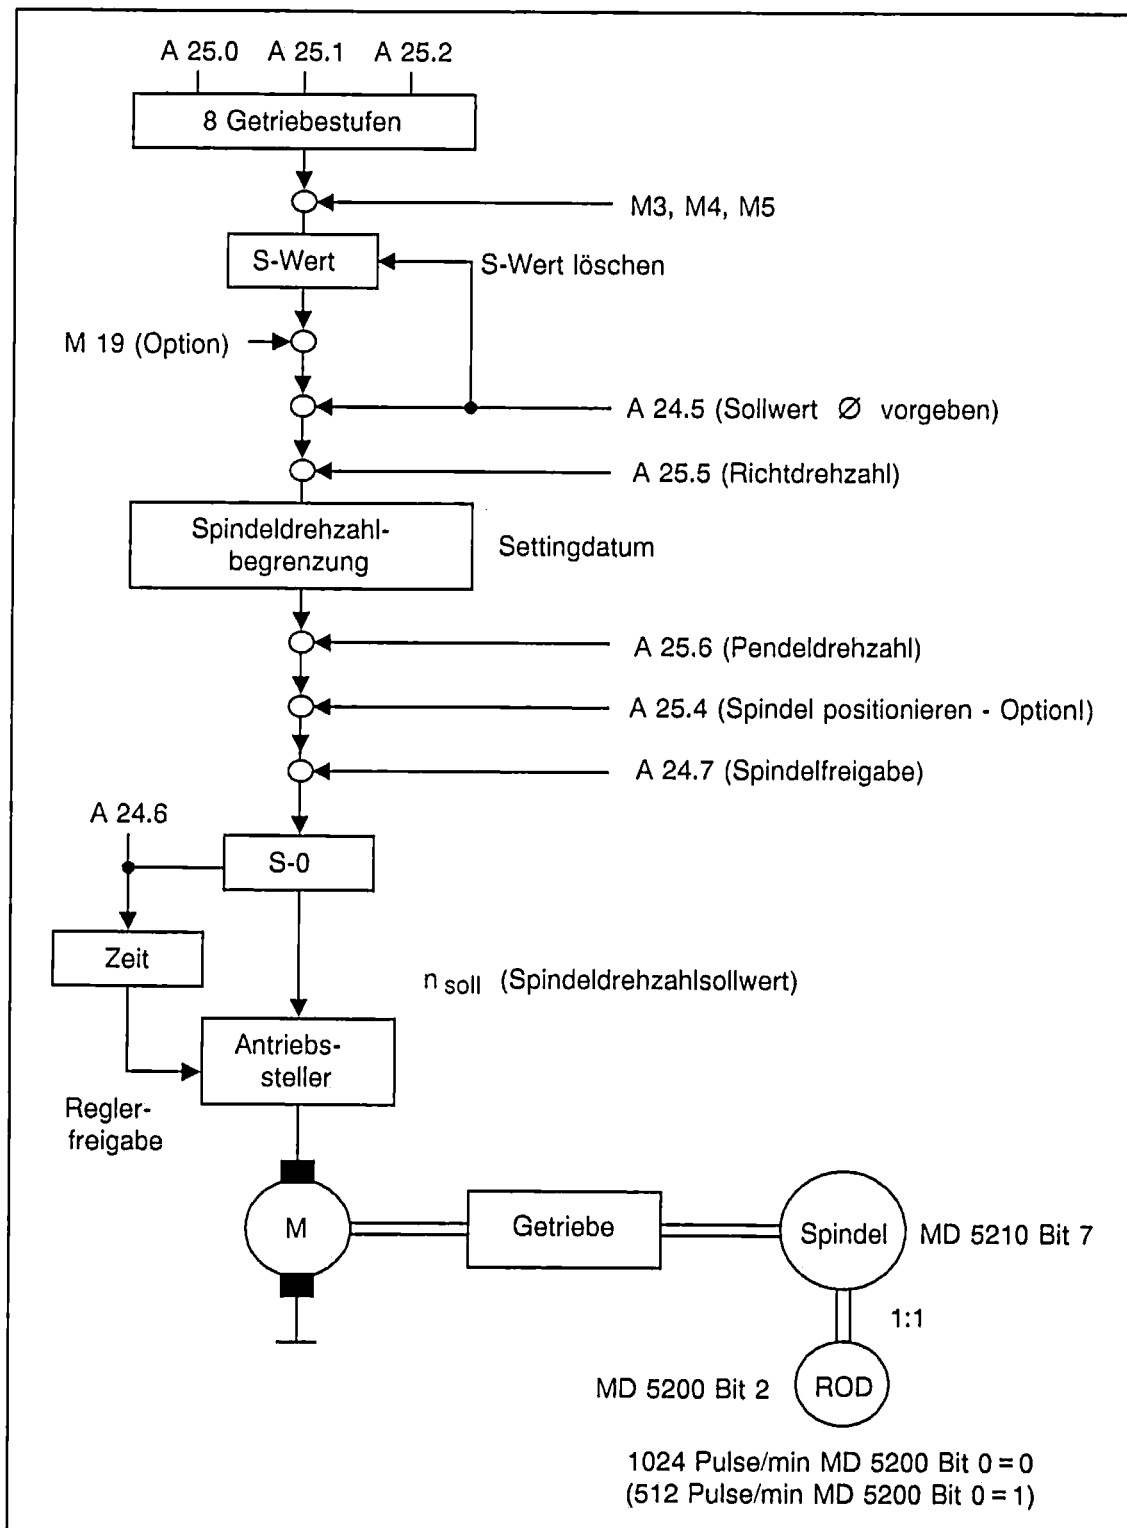 A 25.0 A 25.1 A 25.2
8 Getriebestufen
M3, M4, M5
S-Wert
S-Wert löschen
M 19 (Option)
A 24.5 (Sollwert Ø vorgeben)
A 25.5 (Richtdrehzahl)
Spindeldrehzahl-
begrenzung
Settingdatum
A 25.6 (Pendeldrehzahl)
A 25.4 (Spindel positionieren - Option!)
A 24.7 (Spindelfreigabe)
A 24.6
S-0
Zeit
n soll (Spindeldrehzahlsollwert)
Antriebs-
steller
Regler-
freigabe
M
Getriebe
Spindel
MD 5210 Bit 7
1:1
MD 5200 Bit 2
ROD
1024 Pulse/min MD 5200 Bit 0 = 0
(512 Pulse/min MD 5200 Bit 0 = 1)